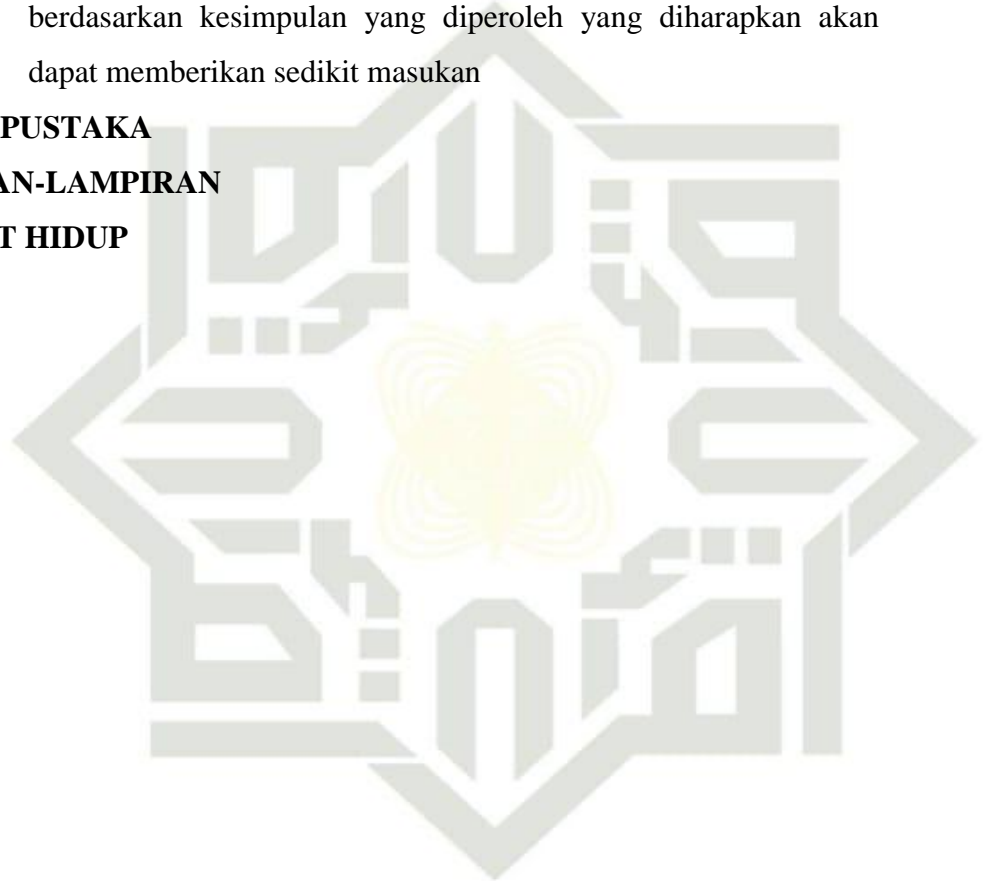 berdasarkan kesimpulan yang diperoleh yang diharapkan akan
dapat memberikan sedikit masukan
PUSTAKA
AN-LAMPIRAN
T HIDUP